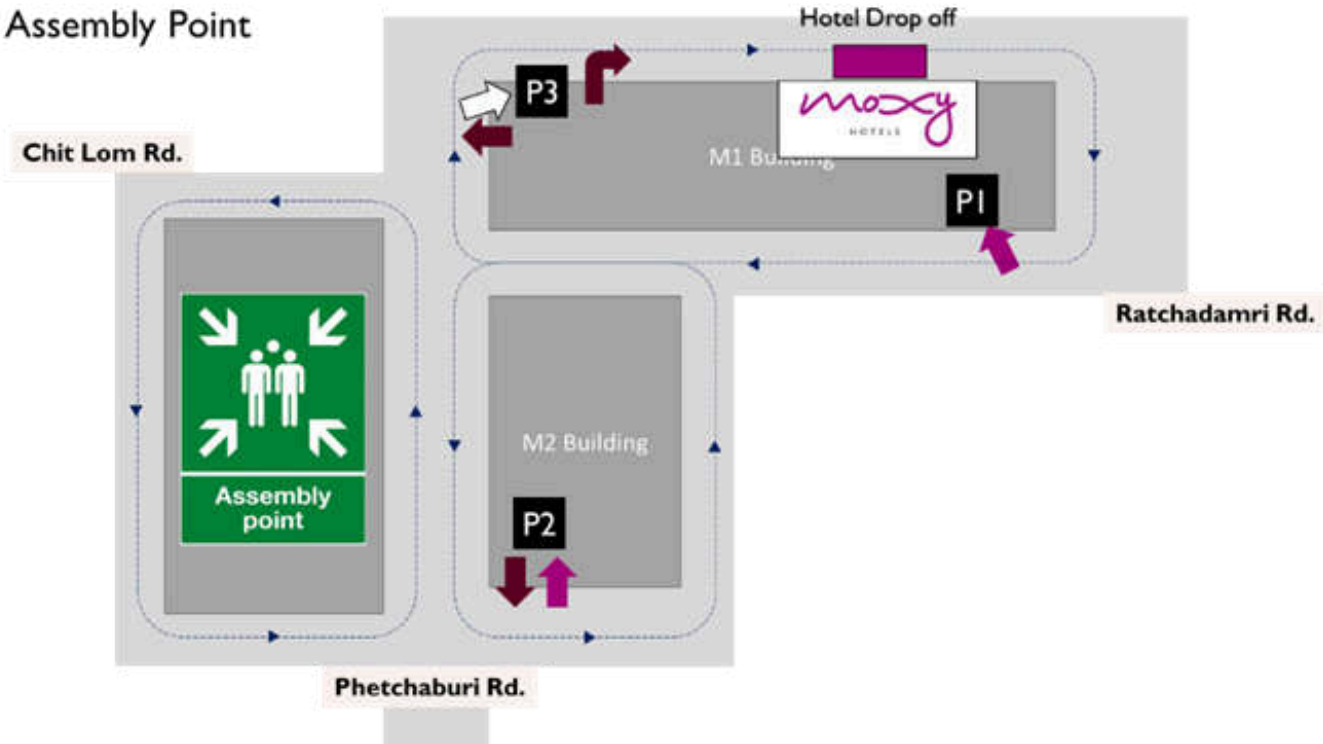 Assembly Point
Hotel Drop off
P3
moxy
HOTELS
Chit Lom Rd.
M1 Building
P1
Ratchadamri Rd.
M2 Building
Assembly
point
P2
Phetchaburi Rd.